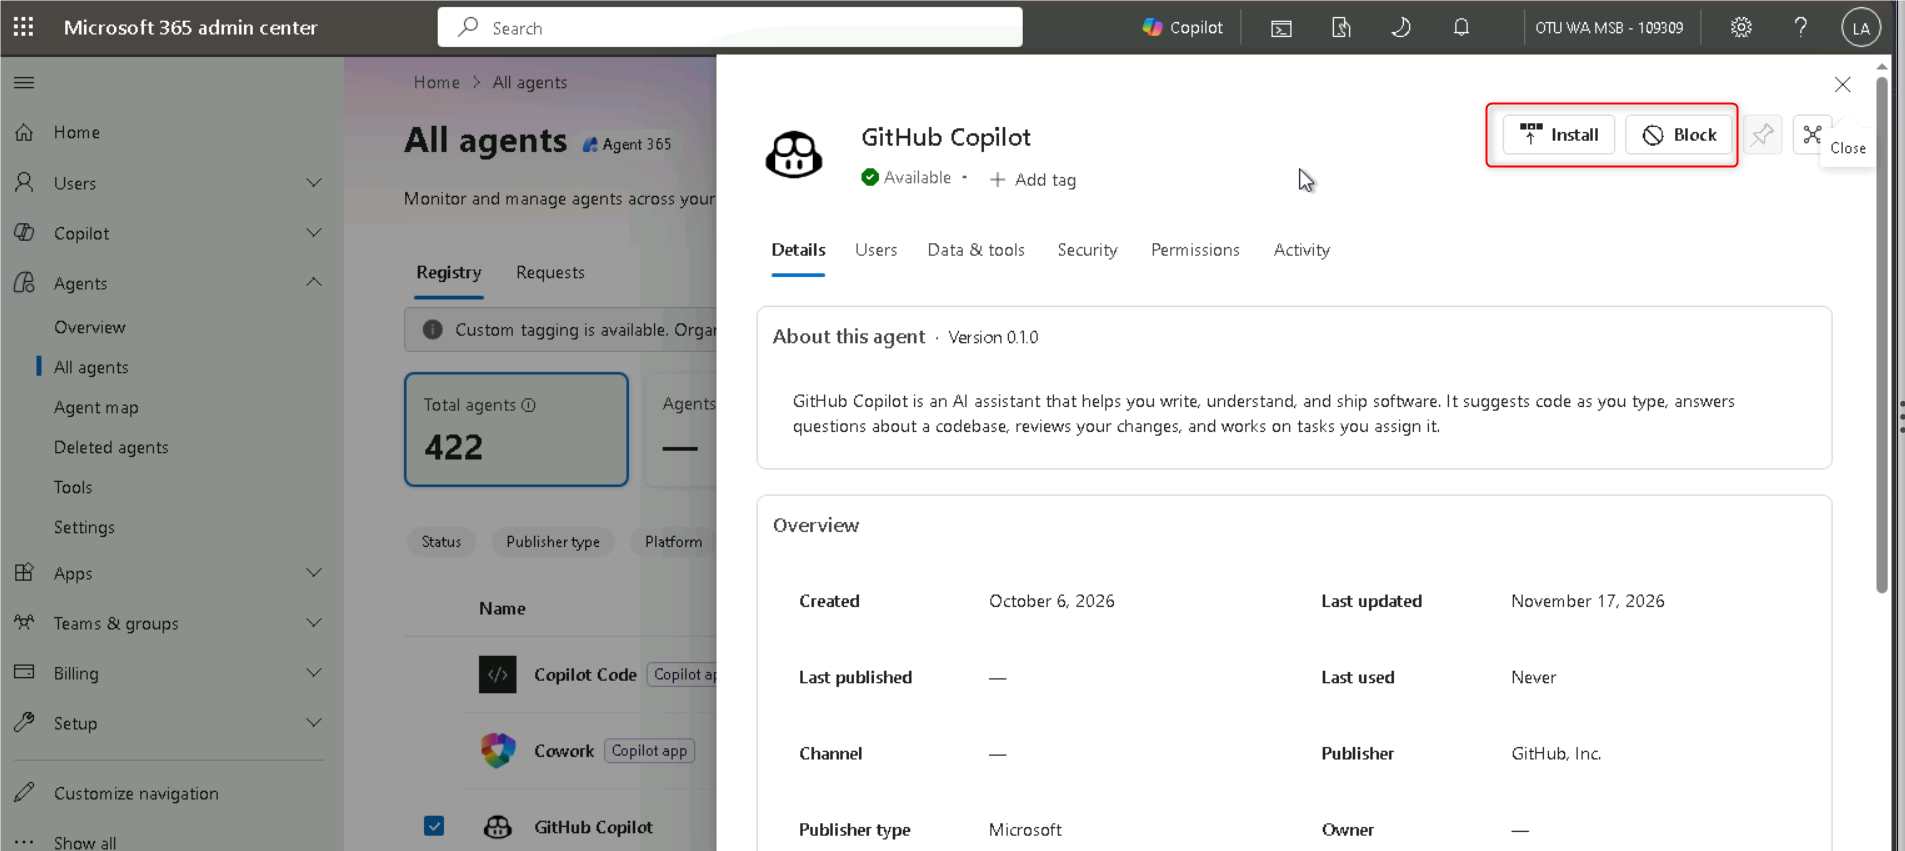 Microsoft 365 admin center
Search
Copilot
OTU WA MSB - 109309
?
LA
Home
Users
Copilot
Agents
Overview
All agents
Agent map
Deleted agents
Tools
Settings
Apps
Teams & groups
Billing
Setup
Customize navigation
Show all
Home > All agents
All agents Agent 365
Monitor and manage agents across your
Registry Requests
Custom tagging is available. Orga
Total agents
422
Agents
—
Status Publisher type Platform
Name
Copilot Code Copilot ap
Cowork Copilot app
GitHub Copilot
GitHub Copilot
Available · + Add tag
Install Block
Close
Details Users Data & tools Security Permissions Activity
About this agent · Version 0.1.0
GitHub Copilot is an AI assistant that helps you write, understand, and ship software. It suggests code as you type, answers
questions about a codebase, reviews your changes, and works on tasks you assign it.
Overview
Created October 6, 2026 Last updated November 17, 2026
Last published — Last used Never
Channel — Publisher GitHub, Inc.
Publisher type Microsoft Owner —